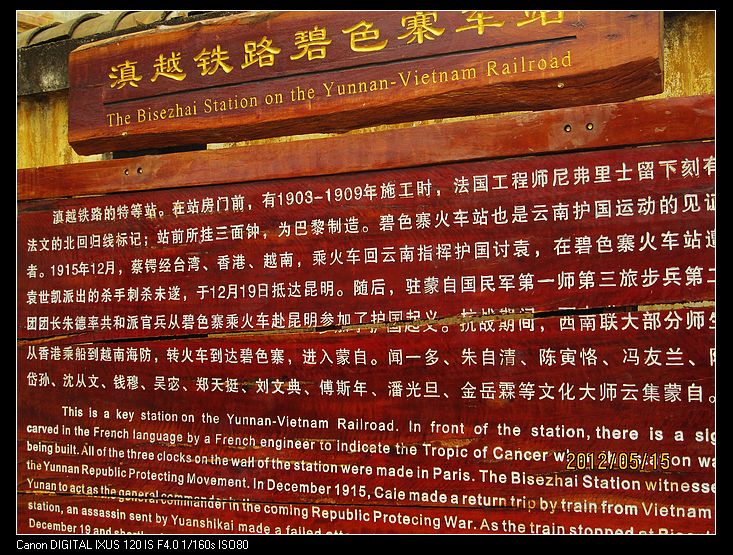 滇越铁路碧色寨车站
The Bisezhai Station on the Yunnan-Vietnam Railroad
滇越铁路的特等站。在站房门前，有1903-1909年施工时，法国工程师尼弗里士留下刻有
法文的北回归线标记；站前所挂三面钟，为巴黎制造。碧色寨火车站也是云南护国运动的见证
者。1915年12月，蔡锷经台湾、香港、越南，乘火车回云南指挥护国讨袁，在碧色寨火车站遭
袁世凯派出的杀手刺杀未遂，于12月19日抵达昆明。随后，驻蒙自国民军第一师第三旅步兵第二
团团长朱德率共和派官兵从碧色寨乘火车赴昆明参加了护国起义。抗战期间，西南联大部分师生
从香港乘船到越南海防，转火车到达碧色寨，进入蒙自。闻一多、朱自清、陈寅恪、冯友兰、
岱孙、沈从文、钱穆、吴宓、郑天挺、刘文典、傅斯年、潘光旦、金岳霖等文化大师云集蒙自。
This is a key station on the Yunnan-Vietnam Railroad. In front of the station, there is a sig
carved in the French language by a French engineer to indicate the Tropic of Cancer w on wa
being built. All of the three clocks on the wall of the station were made in Paris. The Bisezhai Station witnesse
the Yunnan Republic Protecting Movement. In December 1915, Caie made a return trip by train from Vietnam
Yunan to act as the general commander in the coming Republic Protecing War. As the train stopped at
station, an assassin sent by Yuanshikai made a failed
December 19 and
2012/05/15
Canon DIGITAL IXUS 120 IS F4.0 1/160s ISO80